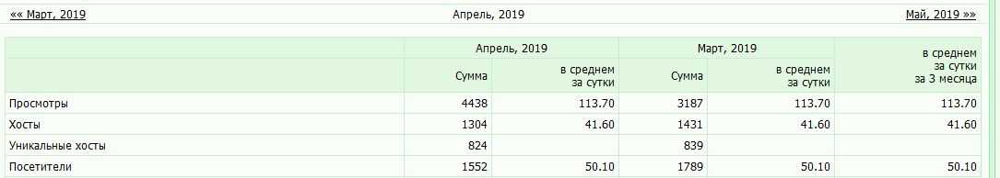 «« Март, 2019 Апрель, 2019 Май, 2019 »»
Апрель, 2019 Март, 2019 в среднем за сутки за 3 месяца
Сумма в среднем за сутки Сумма в среднем за сутки
Просмотры 4438 113.70 3187 113.70 113.70
Хосты 1304 41.60 1431 41.60 41.60
Уникальные хосты 824 839
Посетители 1552 50.10 1789 50.10 50.10